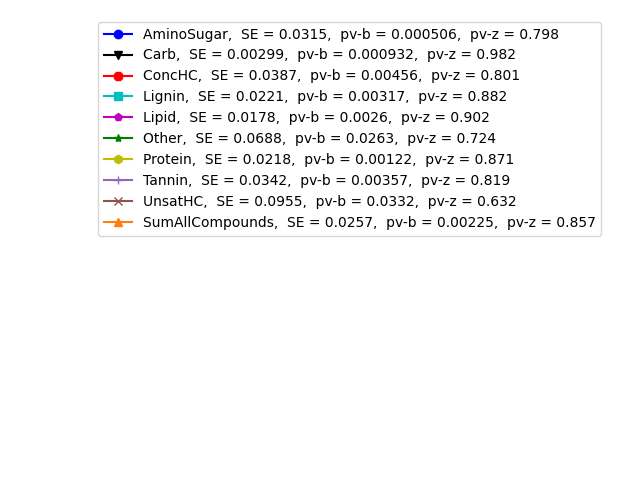 AminoSugar,  SE = 0.0315,  pv-b = 0.000506,  pv-z = 0.798
Carb,  SE = 0.00299,  pv-b = 0.000932,  pv-z = 0.982
ConcHC,  SE = 0.0387,  pv-b = 0.00456,  pv-z = 0.801
Lignin,  SE = 0.0221,  pv-b = 0.00317,  pv-z = 0.882
Lipid,  SE = 0.0178,  pv-b = 0.0026,  pv-z = 0.902
Other,  SE = 0.0688,  pv-b = 0.0263,  pv-z = 0.724
Protein,  SE = 0.0218,  pv-b = 0.00122,  pv-z = 0.871
Tannin,  SE = 0.0342,  pv-b = 0.00357,  pv-z = 0.819
UnsatHC,  SE = 0.0955,  pv-b = 0.0332,  pv-z = 0.632
SumAllCompounds,  SE = 0.0257,  pv-b = 0.00225,  pv-z = 0.857